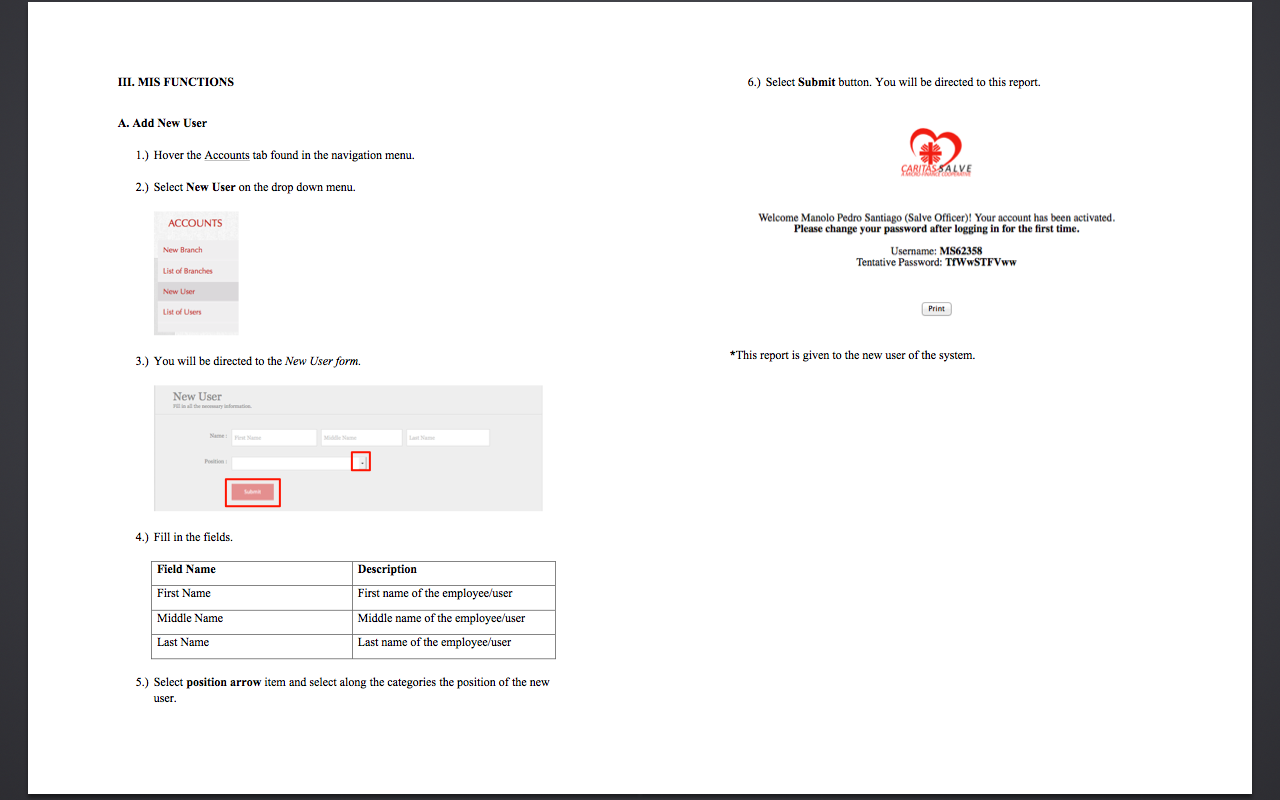 III. MIS FUNCTIONS
A. Add New User
1.) Hover the Accounts tab found in the navigation menu.
2.) Select New User on the drop down menu.
ACCOUNTS
New Branch
List of Branches
New User
List of Users
3.) You will be directed to the New User form.
New User
Fill in all the necessary information.
Name : First Name Middle Name Last Name
Position :
Submit
4.) Fill in the fields.
Field Name Description
First Name First name of the employee/user
Middle Name Middle name of the employee/user
Last Name Last name of the employee/user
5.) Select position arrow item and select along the categories the position of the new
user.
6.) Select Submit button. You will be directed to this report.
CARITAS SALVE
A MICRO-FINANCE COOPERATIVE
Welcome Manolo Pedro Santiago (Salve Officer)! Your account has been activated.
Please change your password after logging in for the first time.
Username: MS62358
Tentative Password: TfWwSTFVww
Print
*This report is given to the new user of the system.